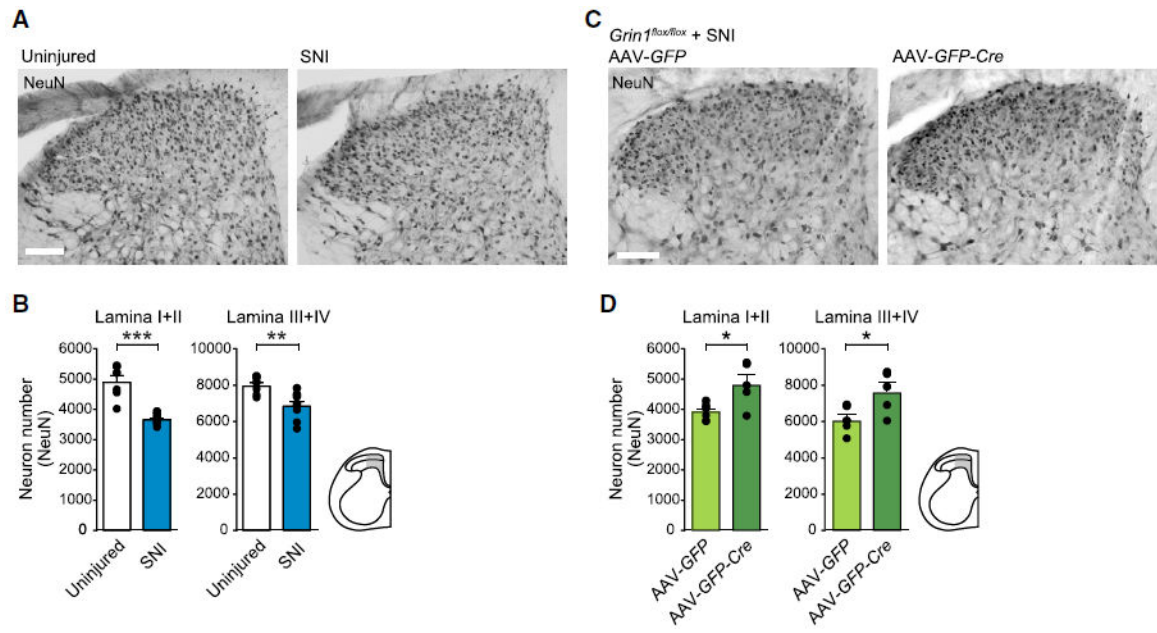 A
Uninjured
SNI
NeuN
C
Grin1flox/flox + SNI
AAV-GFP
AAV-GFP-Cre
NeuN
B
Lamina I+II
Lamina III+IV
***
**
Neuron number
(NeuN)
6000
5000
4000
3000
2000
1000
0
10000
8000
6000
4000
2000
0
Uninjured
SNI
Uninjured
SNI
D
Lamina I+II
Lamina III+IV
*
*
Neuron number
(NeuN)
6000
5000
4000
3000
2000
1000
0
10000
8000
6000
4000
2000
0
AAV-GFP
AAV-GFP-Cre
AAV-GFP
AAV-GFP-Cre